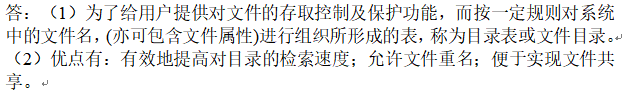 答：（1）为了给用户提供对文件的存取控制及保护功能，而按一定规则对系统
中的文件名，(亦可包含文件属性)进行组织所形成的表，称为目录表或文件目录。
（2）优点有：有效地提高对目录的检索速度；允许文件重名；便于实现文件共
享。